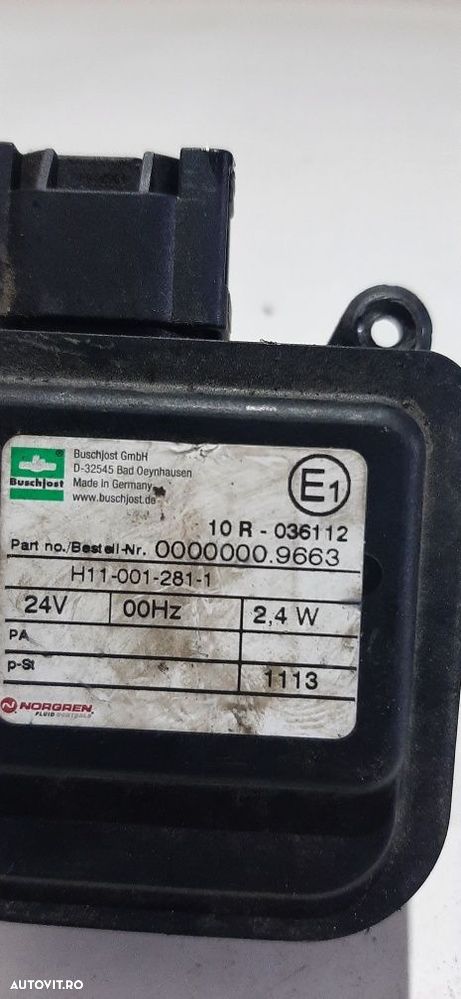 Buschjost
Buschjost GmbH
D-32545 Bad Oeynhausen
Made in Germany
www.buschjost.de
E1
10 R - 036112
Part no./Bestell-Nr. 0000000.9663
H11-001-281-1
24V 00Hz 2,4 W
PA
p-St 1113
NORGREN
FLUID CONTROLS
AUTOVIT.RO